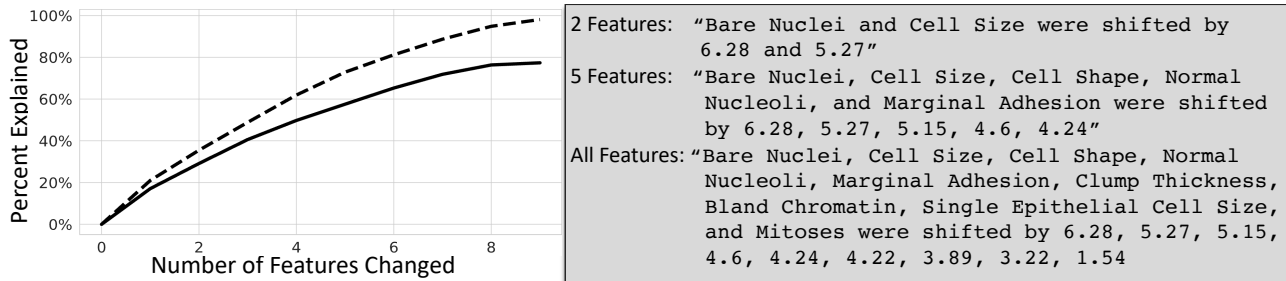 100%
80%
60%
40%
20%
0%
Percent Explained
0 2 4 6 8
Number of Features Changed
2 Features: “Bare Nuclei and Cell Size were shifted by
6.28 and 5.27”
5 Features: “Bare Nuclei, Cell Size, Cell Shape, Normal
Nucleoli, and Marginal Adhesion were shifted
by 6.28, 5.27, 5.15, 4.6, 4.24”
All Features: “Bare Nuclei, Cell Size, Cell Shape, Normal
Nucleoli, Marginal Adhesion, Clump Thickness,
Bland Chromatin, Single Epithelial Cell Size,
and Mitoses were shifted by 6.28, 5.27, 5.15,
4.6, 4.24, 4.22, 3.89, 3.22, 1.54